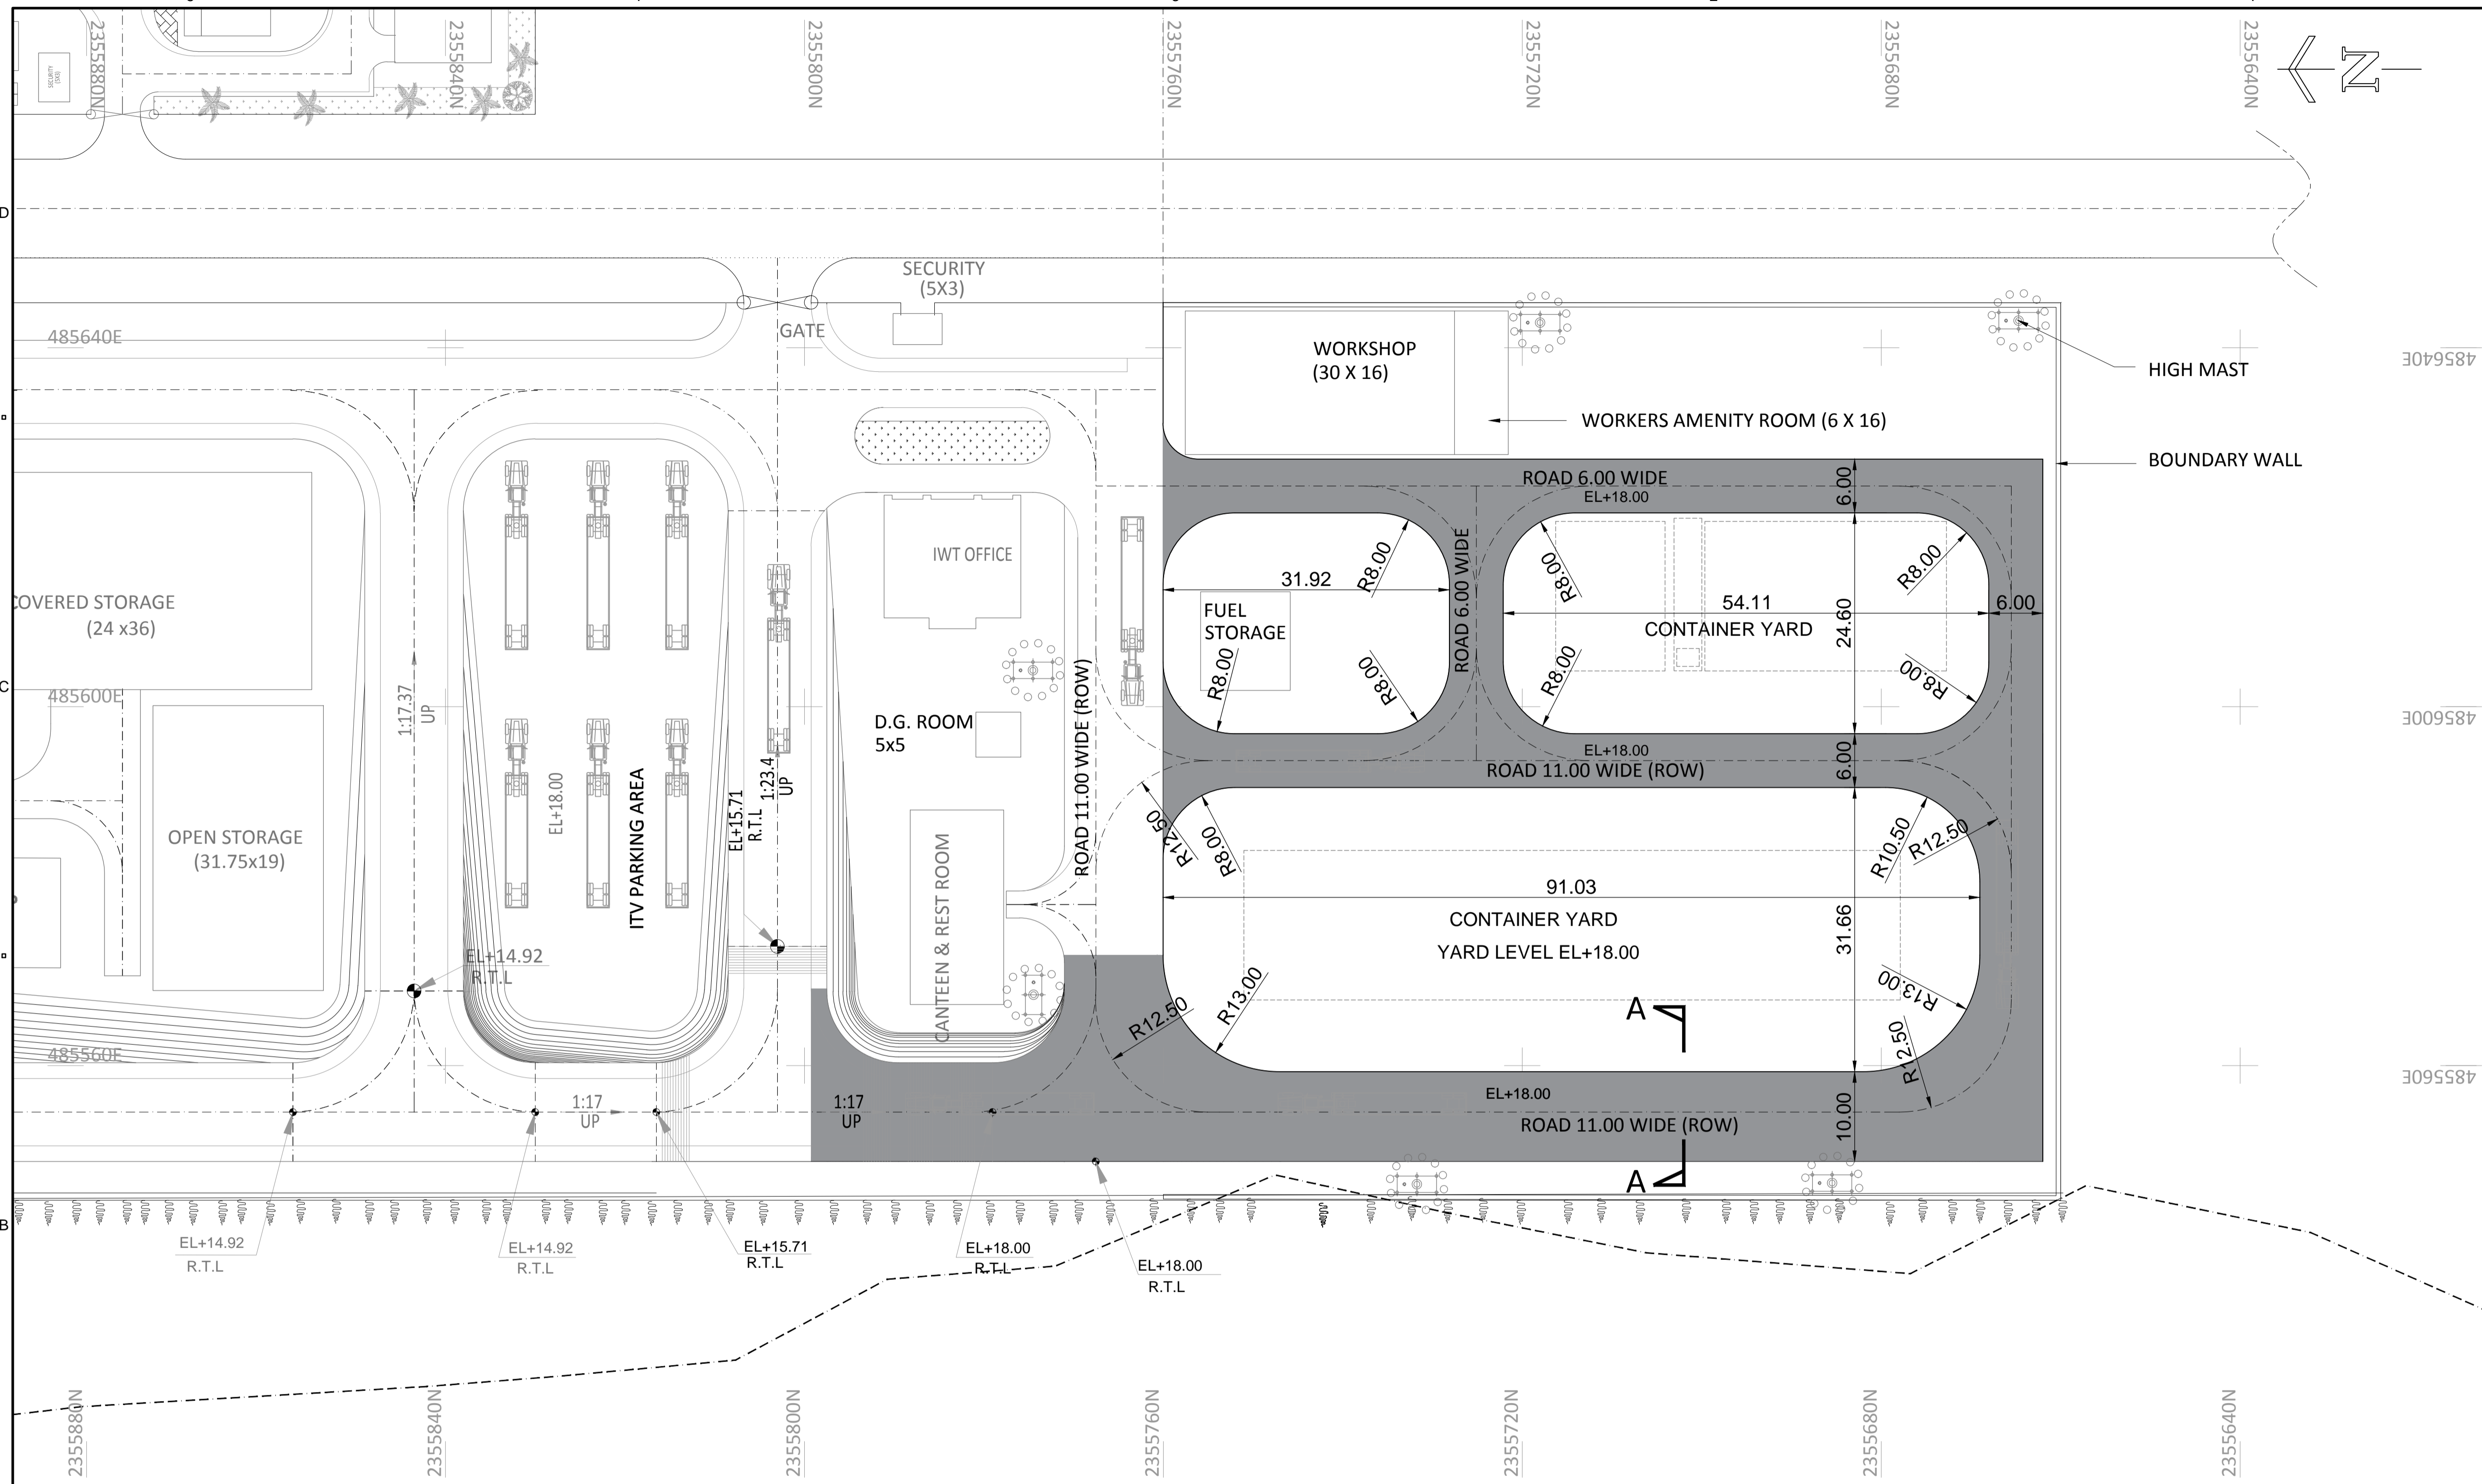 2355880N
2355840N
2355800N
2355760N
2355720N
2355680N
2355640N
N
SECURITY
(5X3)
D
SECURITY
(5X3)
GATE
485640E
485640E
WORKSHOP
(30 X 16)
HIGH MAST
WORKERS AMENITY ROOM (6 X 16)
BOUNDARY WALL
ROAD 6.00 WIDE
EL+18.00
6.00
IWT OFFICE
ROAD 6.00 WIDE
R8.00
R8.00
R8.00
31.92
54.11
6.00
24.60
COVERED STORAGE
(24 x36)
FUEL
STORAGE
CONTAINER YARD
R8.00
R8.00
R8.00
R8.00
C
485600E
485600E
1:17.37
UP
D.G. ROOM
5x5
ROAD 11.00 WIDE (ROW)
EL+18.00
ROAD 11.00 WIDE (ROW)
6.00
EL+18.00
ITV PARKING AREA
1:23.4
UP
EL+15.71
R.T.L
OPEN STORAGE
(31.75x19)
CANTEEN & REST ROOM
R12.50
R8.00
R10.50
R12.50
91.03
CONTAINER YARD
YARD LEVEL EL+18.00
31.66
EL+14.92
R.T.L
R12.50
R13.00
R13.00
R12.50
A
485560E
485560E
1:17
UP
1:17
UP
EL+18.00
ROAD 11.00 WIDE (ROW)
10.00
A
B
EL+14.92
R.T.L
EL+14.92
R.T.L
EL+15.71
R.T.L
EL+18.00
R.T.L
EL+18.00
R.T.L
2355880N
2355840N
2355800N
2355760N
2355720N
2355680N
2355640N